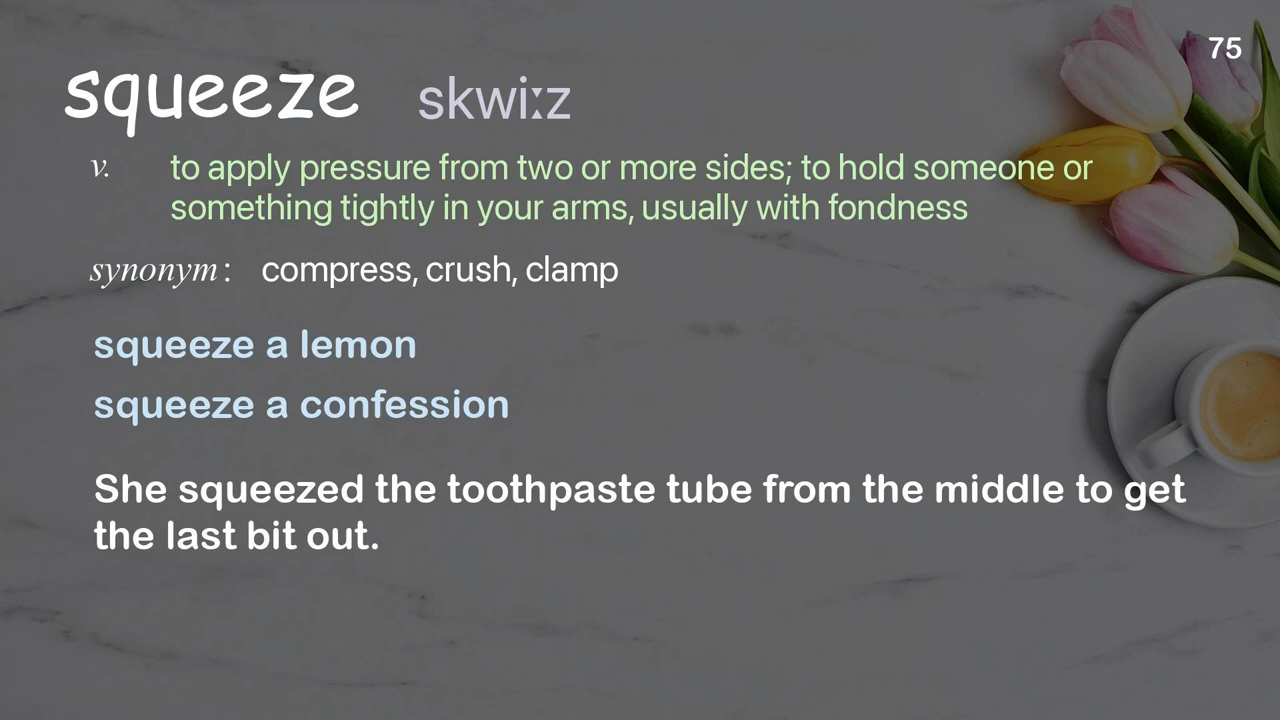 75
squeeze skwiːz
v. to apply pressure from two or more sides; to hold someone or
something tightly in your arms, usually with fondness
synonym: compress, crush, clamp
squeeze a lemon
squeeze a confession
She squeezed the toothpaste tube from the middle to get
the last bit out.